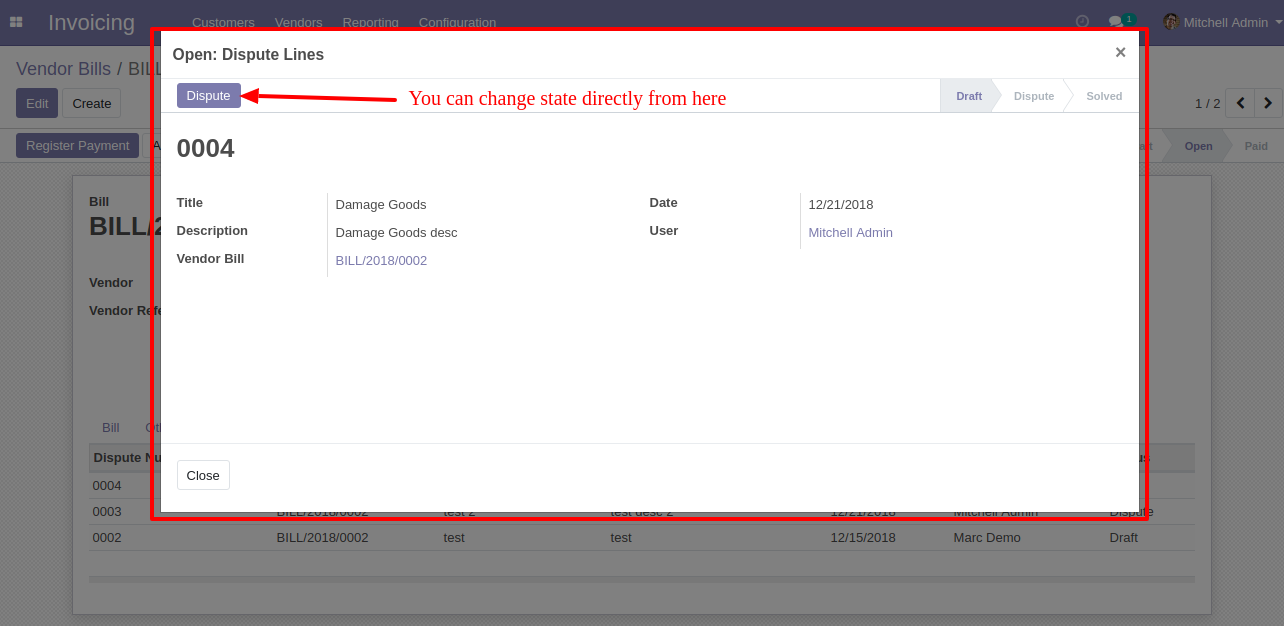 Invoicing Customers Vendors Reporting Configuration 1 Mitchell Admin
Open: Dispute Lines ×
Vendor Bills / BILL
Edit Create
Dispute You can change state directly from here Draft Dispute Solved
1 / 2
Register Payment Open Paid
0004
Bill
BILL/2
Title Damage Goods Date 12/21/2018
Description Damage Goods desc User Mitchell Admin
Vendor Bill BILL/2018/0002
Vendor
Vendor Refe
Bill
Dispute Nu
Close
0004
0003 BILL/2018/0002 test 2 test desc 2 12/21/2018 Mitchell Admin Dispute
0002 BILL/2018/0002 test test 12/15/2018 Marc Demo Draft